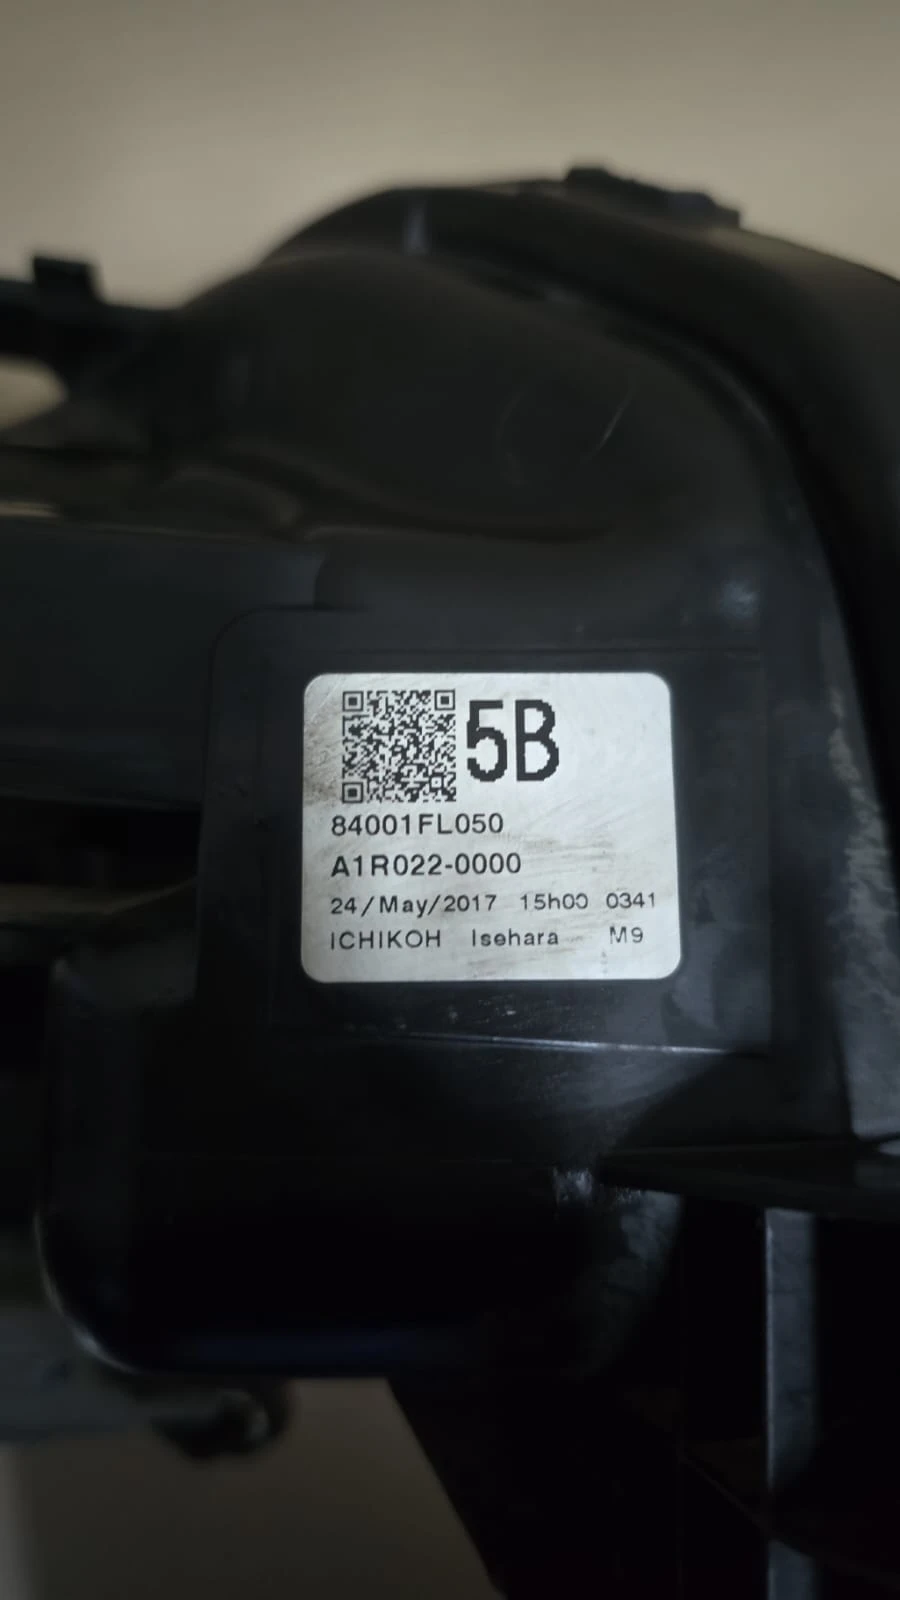 5B
84001FL050
A1R022-0000
24/May/2017 15h00 0341
ICHIKOH Isehara M9